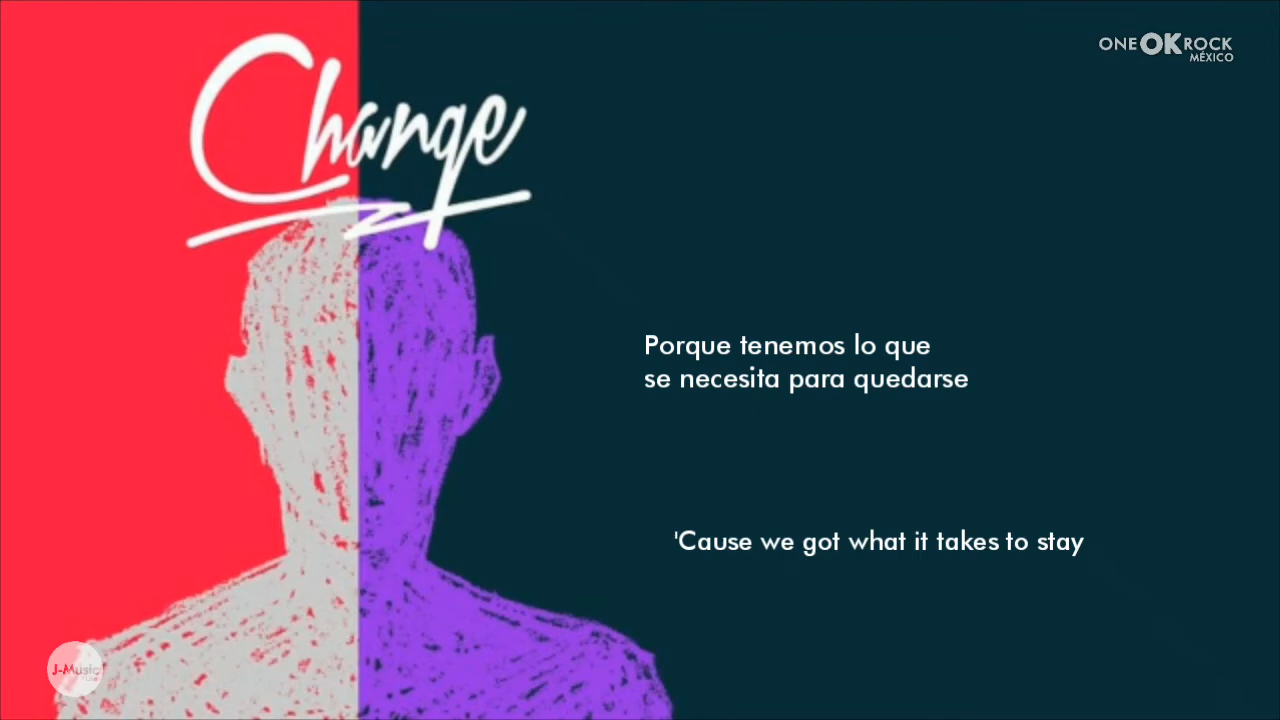 Change
ONE OK ROCK
MÉXICO
Porque tenemos lo que
se necesita para quedarse
'Cause we got what it takes to stay
J-Music